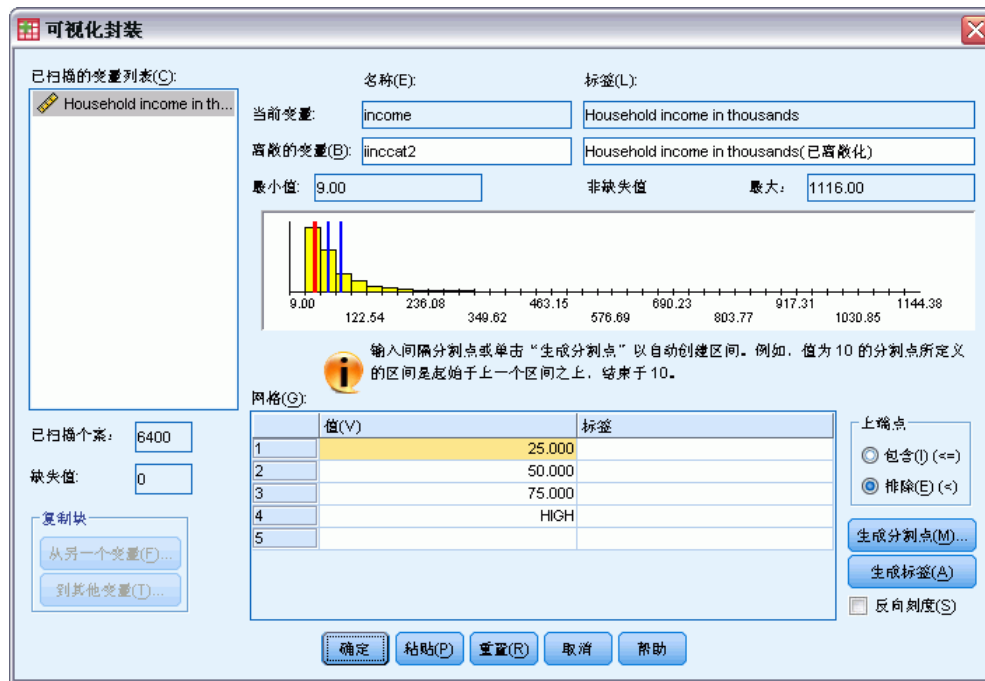 可视化封装
已扫描的变量列表(C):
Household income in th...
名称(E):
标签(L):
当前变量:
income
Household income in thousands
离散的变量(B):
iinccat2
Household income in thousands(已离散化)
最小值:
9.00
非缺失值
最大:
1116.00
9.00 236.08 463.15 690.23 917.31 1144.38
122.54 349.62 576.69 803.77 1030.85
输入间隔分割点或单击“生成分割点”以自动创建区间。例如, 值为 10 的分割点所定义
的区间是起始于上一个区间之上, 结束于10。
网格(G):
值(V) 标签
1 25.000
2 50.000
3 75.000
4 HIGH
5
已扫描个案:
6400
缺失值:
0
复制块
从另一个变量(F)...
到其他变量(T)...
上端点
包含(I) (<=)
排除(E) (<)
生成分割点(M)...
生成标签(A)
反向刻度(S)
确定 粘贴(P) 重置(R) 取消 帮助